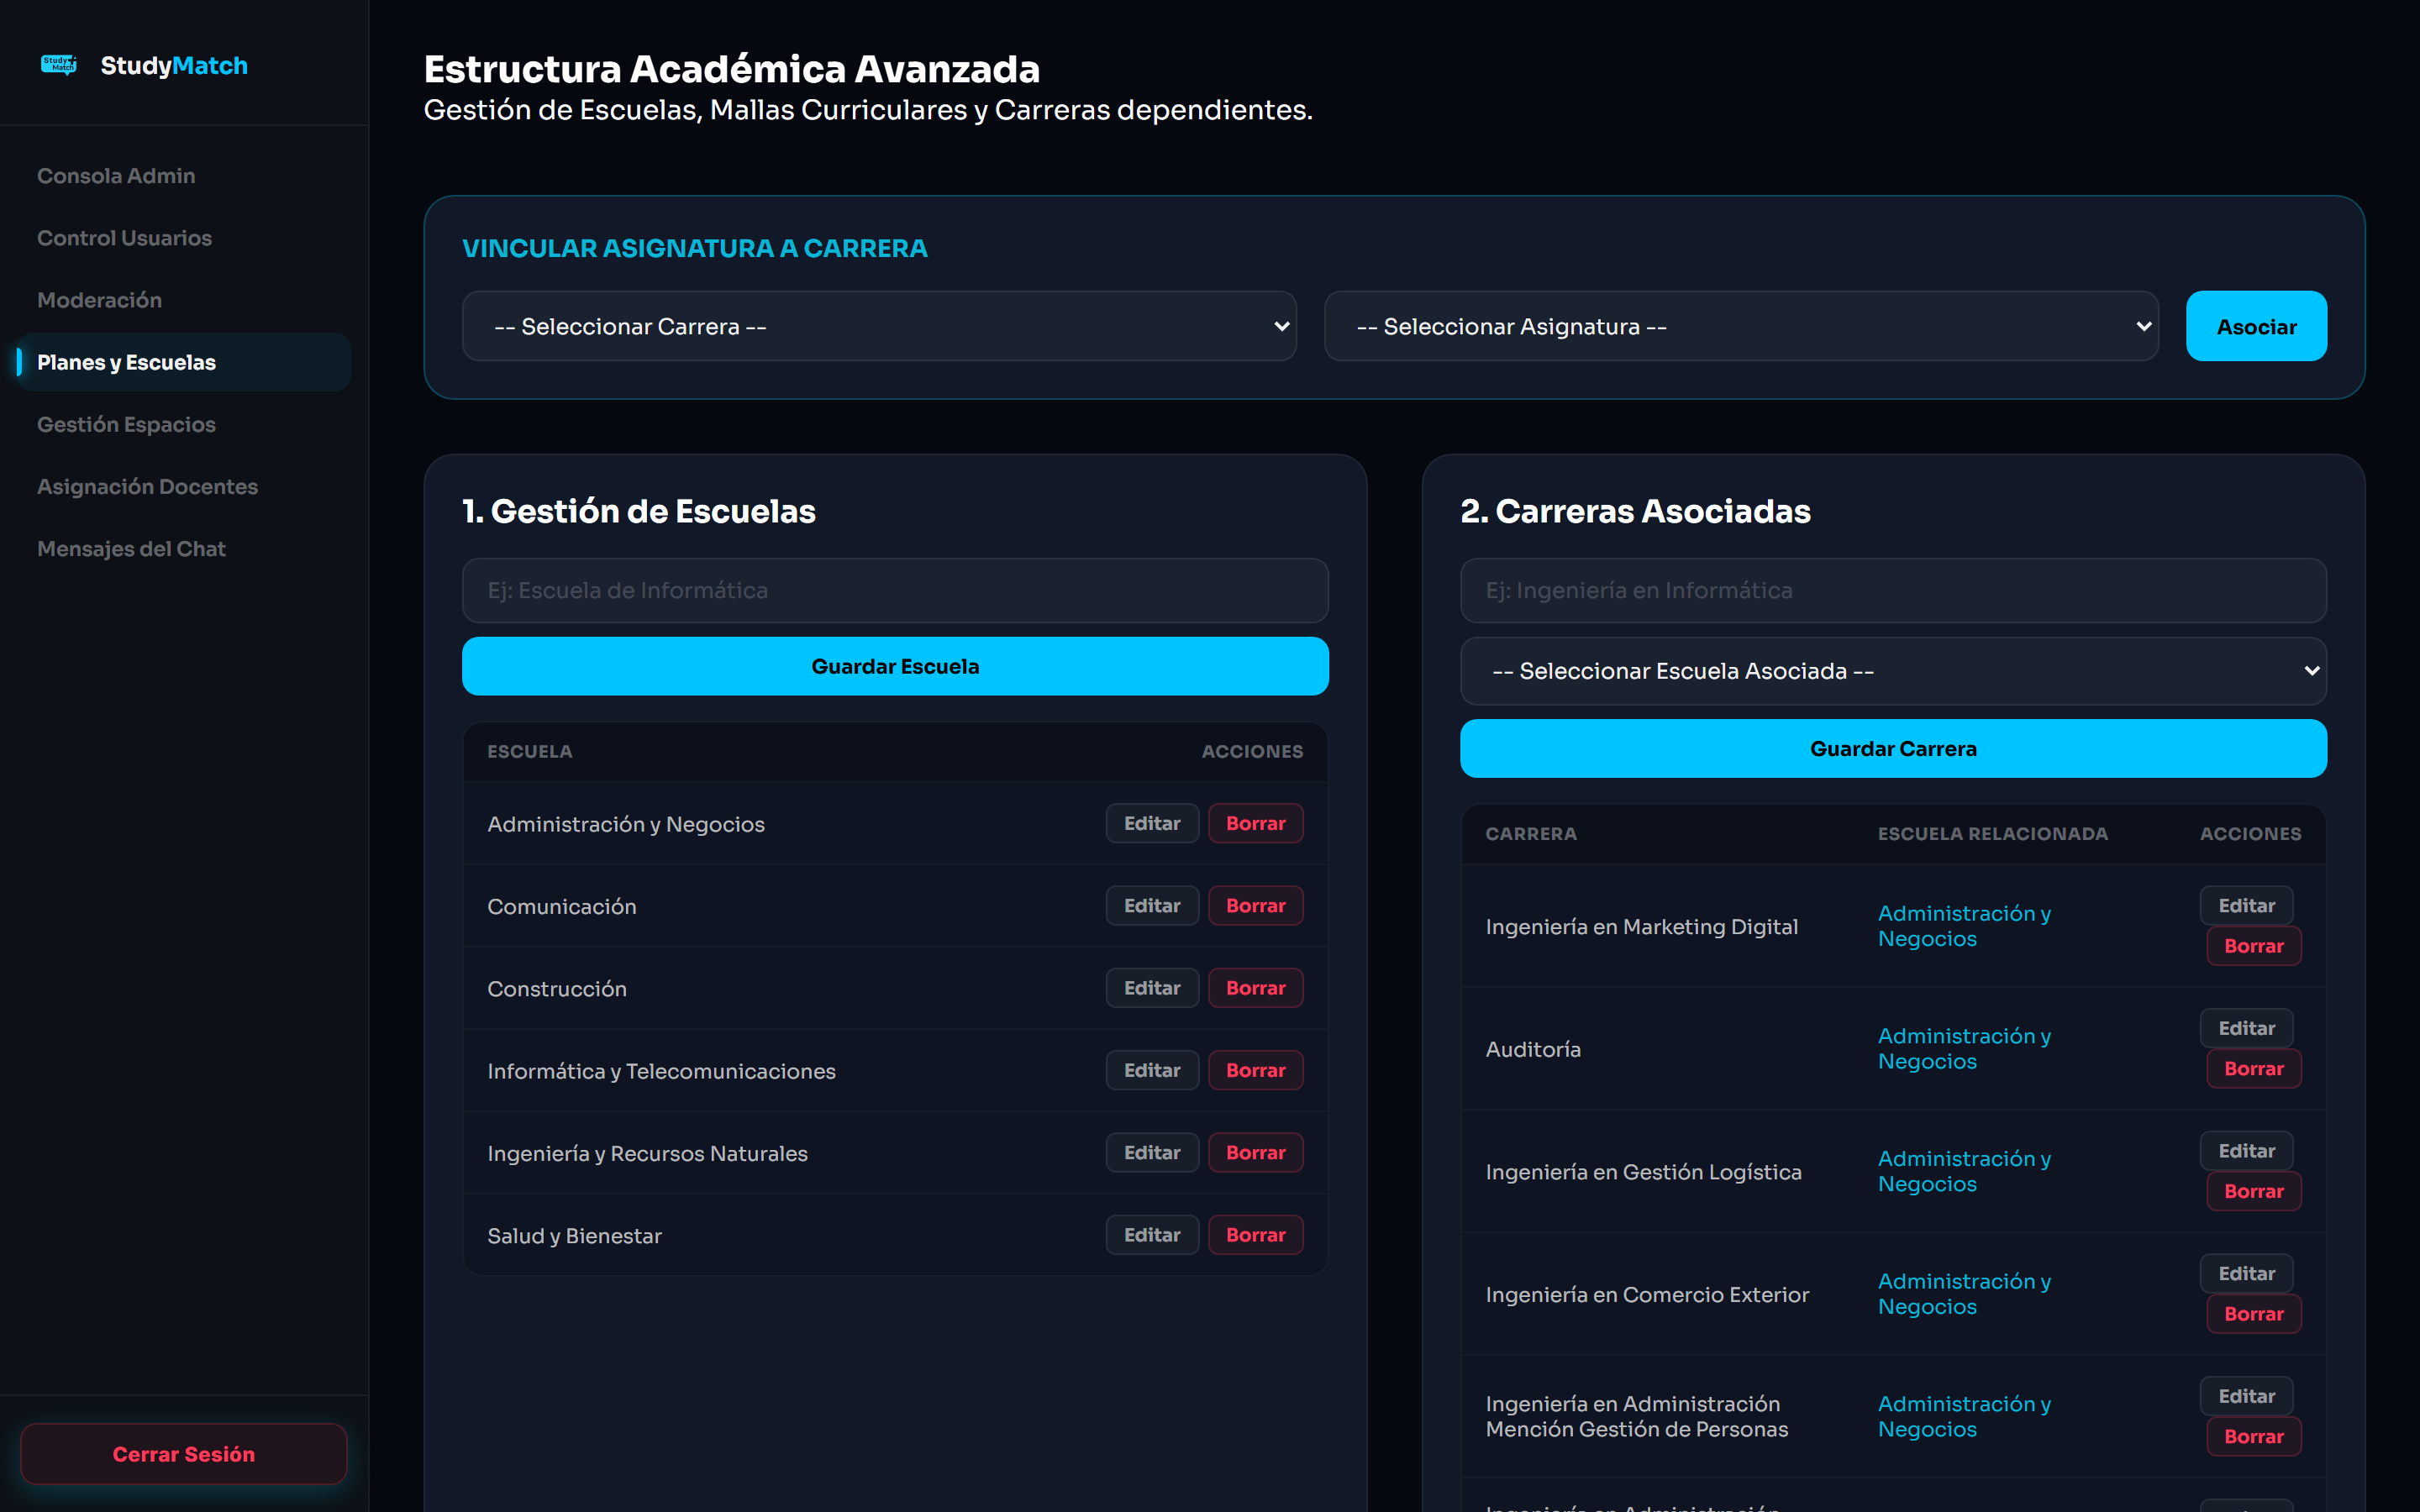 Study
Match
StudyMatch
Consola Admin
Control Usuarios
Moderación
Planes y Escuelas
Gestión Espacios
Asignación Docentes
Mensajes del Chat
Cerrar Sesión
Estructura Académica Avanzada
Gestión de Escuelas, Mallas Curriculares y Carreras dependientes.
VINCULAR ASIGNATURA A CARRERA
-- Seleccionar Carrera --
-- Seleccionar Asignatura --
Asociar
1. Gestión de Escuelas
Ej: Escuela de Informática
Guardar Escuela
ESCUELA ACCIONES
Administración y Negocios Editar Borrar
Comunicación Editar Borrar
Construcción Editar Borrar
Informática y Telecomunicaciones Editar Borrar
Ingeniería y Recursos Naturales Editar Borrar
Salud y Bienestar Editar Borrar
2. Carreras Asociadas
Ej: Ingeniería en Informática
-- Seleccionar Escuela Asociada --
Guardar Carrera
CARRERA ESCUELA RELACIONADA ACCIONES
Ingeniería en Marketing Digital
Administración y
Negocios
Editar
Borrar
Auditoría
Administración y
Negocios
Editar
Borrar
Ingeniería en Gestión Logística
Administración y
Negocios
Editar
Borrar
Ingeniería en Comercio Exterior
Administración y
Negocios
Editar
Borrar
Ingeniería en Administración
Mención Gestión de Personas
Administración y
Negocios
Editar
Borrar
Ingeniería en Administración